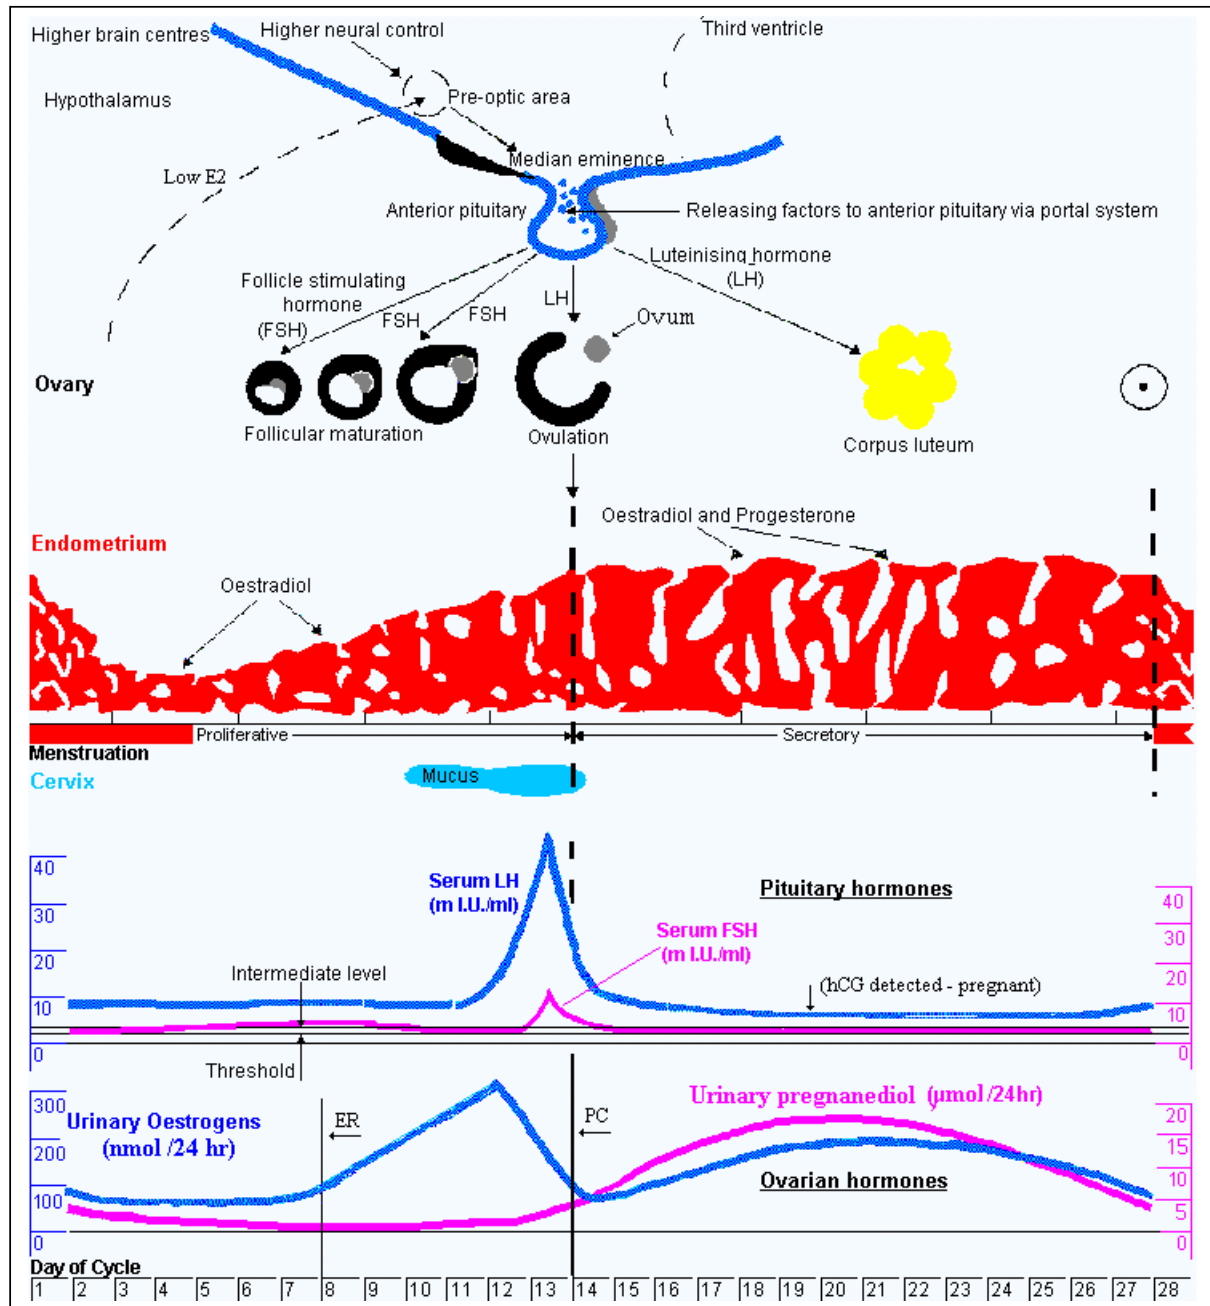 Higher brain centres
Higher neural control
Third ventricle
Hypothalamus
Pre-optic area
Median eminence
Low E2
Anterior pituitary
Releasing factors to anterior pituitary via portal system
Follicle stimulating
hormone
(FSH)
FSH
FSH
LH
Luteinising hormone
(LH)
Ovum
Ovary
Follicular maturation
Ovulation
Corpus luteum
Oestradiol and Progesterone
Endometrium
Oestradiol
Proliferative
Secretory
Menstruation
Cervix
Mucus
40
30
20
10
0
Serum LH
(m I.U./ml)
Pituitary hormones
Serum FSH
(m I.U./ml)
40
30
20
10
0
Intermediate level
(hCG detected - pregnant)
Threshold
300
200
100
0
Urinary Oestrogens
(nmol /24 hr)
ER
PC
Urinary pregnanediol (µmol /24hr)
Ovarian hormones
20
15
10
5
0
Day of Cycle
1 2 3 4 5 6 7 8 9 10 11 12 13 14 15 16 17 18 19 20 21 22 23 24 25 26 27 28